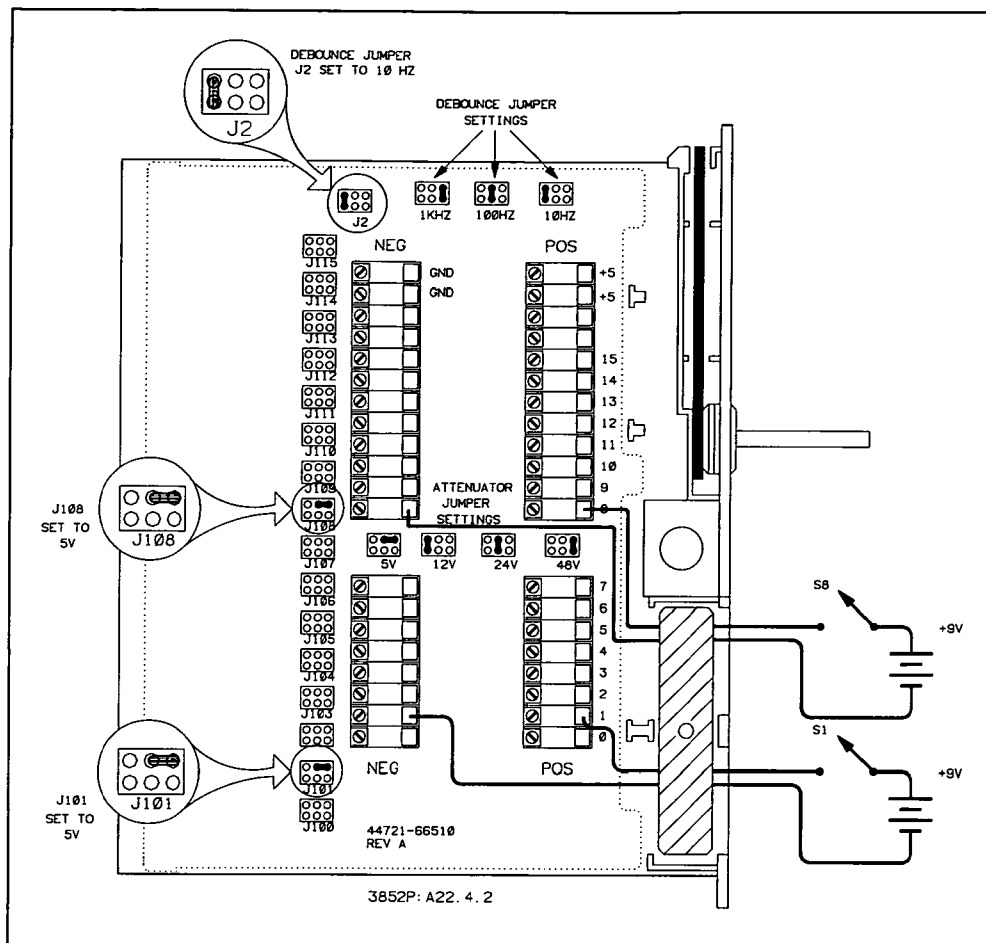 DEBOUNCE JUMPER
J2 SET TO 10 HZ
J2
DEBOUNCE JUMPER
SETTINGS
J2
1KHZ
100HZ
10HZ
NEG
POS
J115
J114
J113
J112
J111
J110
J109
J108
J107
J106
J105
J104
J103
J101
J100
GND
GND
+5
+5
15
14
13
12
11
10
9
8
ATTENUATOR
JUMPER
SETTINGS
5V
12V
24V
48V
J108
SET TO
5V
J108
7
6
5
4
3
2
1
0
NEG
POS
S8
+9V
S1
+9V
J101
SET TO
5V
J101
44721-66510
REV A
3852P: A22.4.2